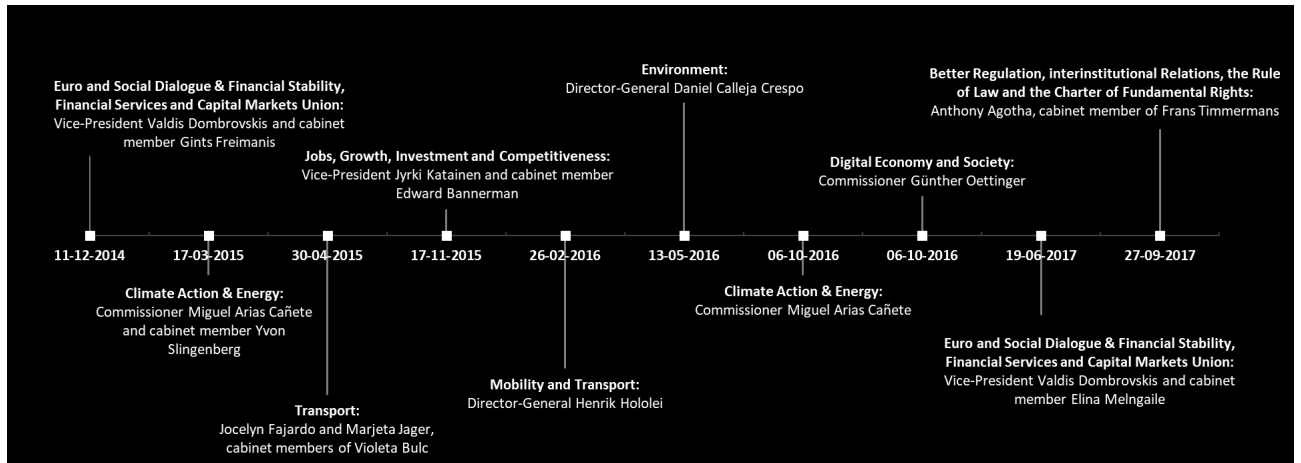 Euro and Social Dialogue & Financial Stability,
Financial Services and Capital Markets Union:
Vice-President Valdis Dombrovskis and cabinet
member Gints Freimanis
Jobs, Growth, Investment and Competitiveness:
Vice-President Jyrki Katainen and cabinet member
Edward Bannerman
Environment:
Director-General Daniel Calleja Crespo
Digital Economy and Society:
Commissioner Günther Oettinger
Better Regulation, interinstitutional Relations, the Rule
of Law and the Charter of Fundamental Rights:
Anthony Agotha, cabinet member of Frans Timmermans
11-12-2014 17-03-2015 30-04-2015 17-11-2015 26-02-2016 13-05-2016 06-10-2016 06-10-2016 19-06-2017 27-09-2017
Climate Action & Energy:
Commissioner Miguel Arias Cañete
and cabinet member Yvon
Slingenberg
Transport:
Jocelyn Fajardo and Marjeta Jager,
cabinet members of Violeta Bulc
Mobility and Transport:
Director-General Henrik Hololei
Climate Action & Energy:
Commissioner Miguel Arias Cañete
Euro and Social Dialogue & Financial Stability,
Financial Services and Capital Markets Union:
Vice-President Valdis Dombrovskis and cabinet
member Elina Melngaile